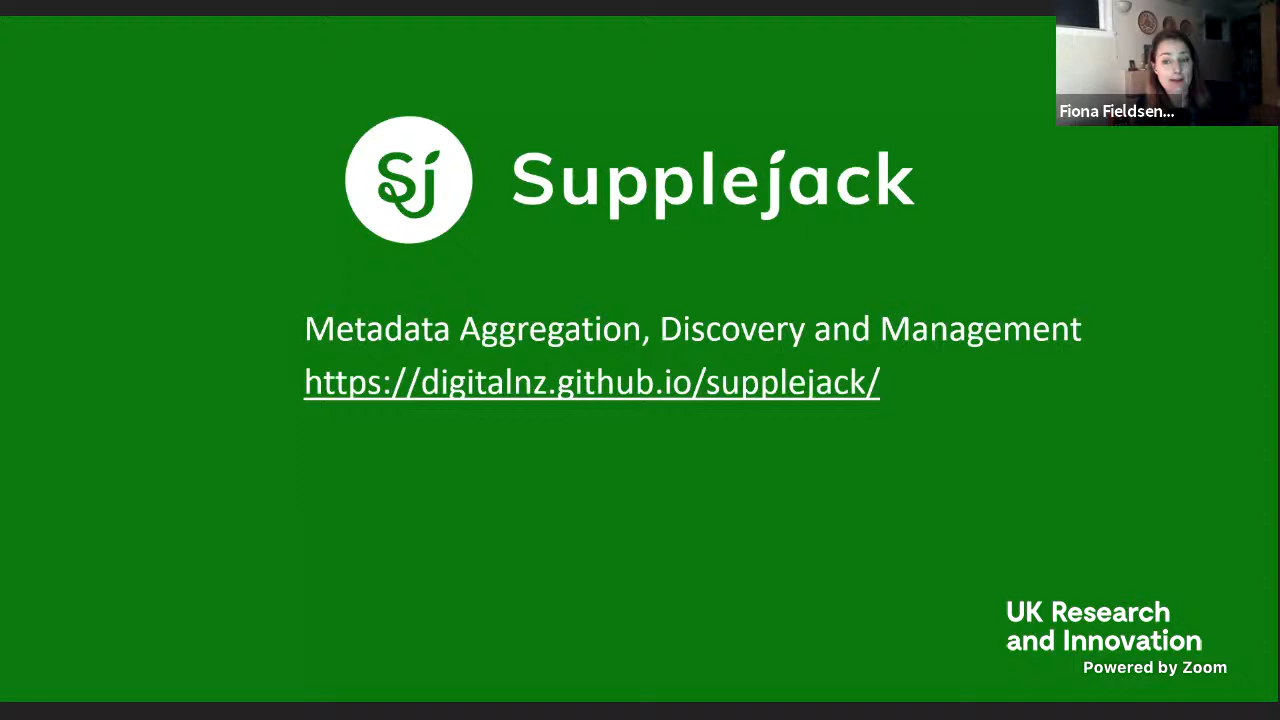 Fiona Fieldsen...
Sj Supplejack
Metadata Aggregation, Discovery and Management
https://digitalnz.github.io/supplejack/
UK Research
and Innovation
Powered by Zoom